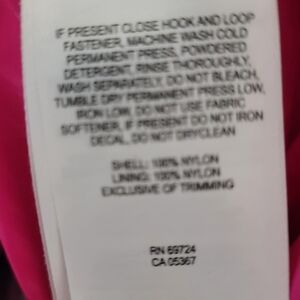 IF PRESENT CLOSE HOOK AND LOOP
FASTENER, MACHINE WASH COLD
PERMANENT PRESS, POWDERED
DETERGENT, RINSE THOROUGHLY,
WASH SEPARATELY, DO NOT BLEACH,
TUMBLE DRY PERMANENT PRESS LOW,
IRON LOW, DO NOT USE FABRIC
SOFTENER, IF PRESENT DO NOT IRON
DECAL, DO NOT DRYCLEAN
SHELL: 100% NYLON
LINING: 100% NYLON
EXCLUSIVE OF TRIMMING
RN 69724
CA 05367